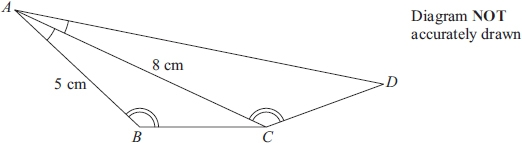 A
Diagram NOT
accurately drawn
8 cm
5 cm
D
B
C